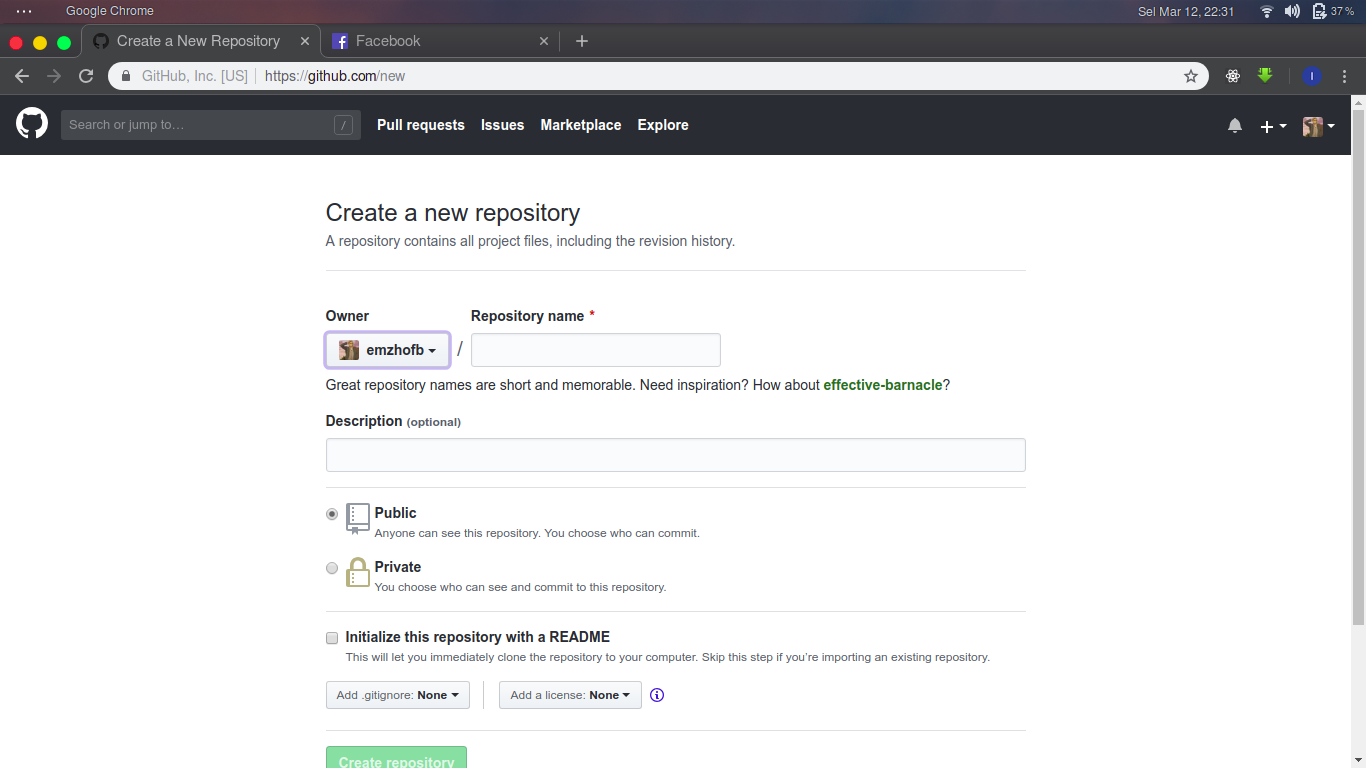 Google Chrome Sel Mar 12, 22:31 37 %
Create a New Repository Facebook
GitHub, Inc. [US] https://github.com/new I
Search or jump to… / Pull requests Issues Marketplace Explore
Create a new repository
A repository contains all project files, including the revision history.
Owner Repository name *
emzhofb /
Great repository names are short and memorable. Need inspiration? How about effective-barnacle?
Description (optional)
Public
Anyone can see this repository. You choose who can commit.
Private
You choose who can see and commit to this repository.
Initialize this repository with a README
This will let you immediately clone the repository to your computer. Skip this step if you’re importing an existing repository.
Add .gitignore: None Add a license: None
Create repository